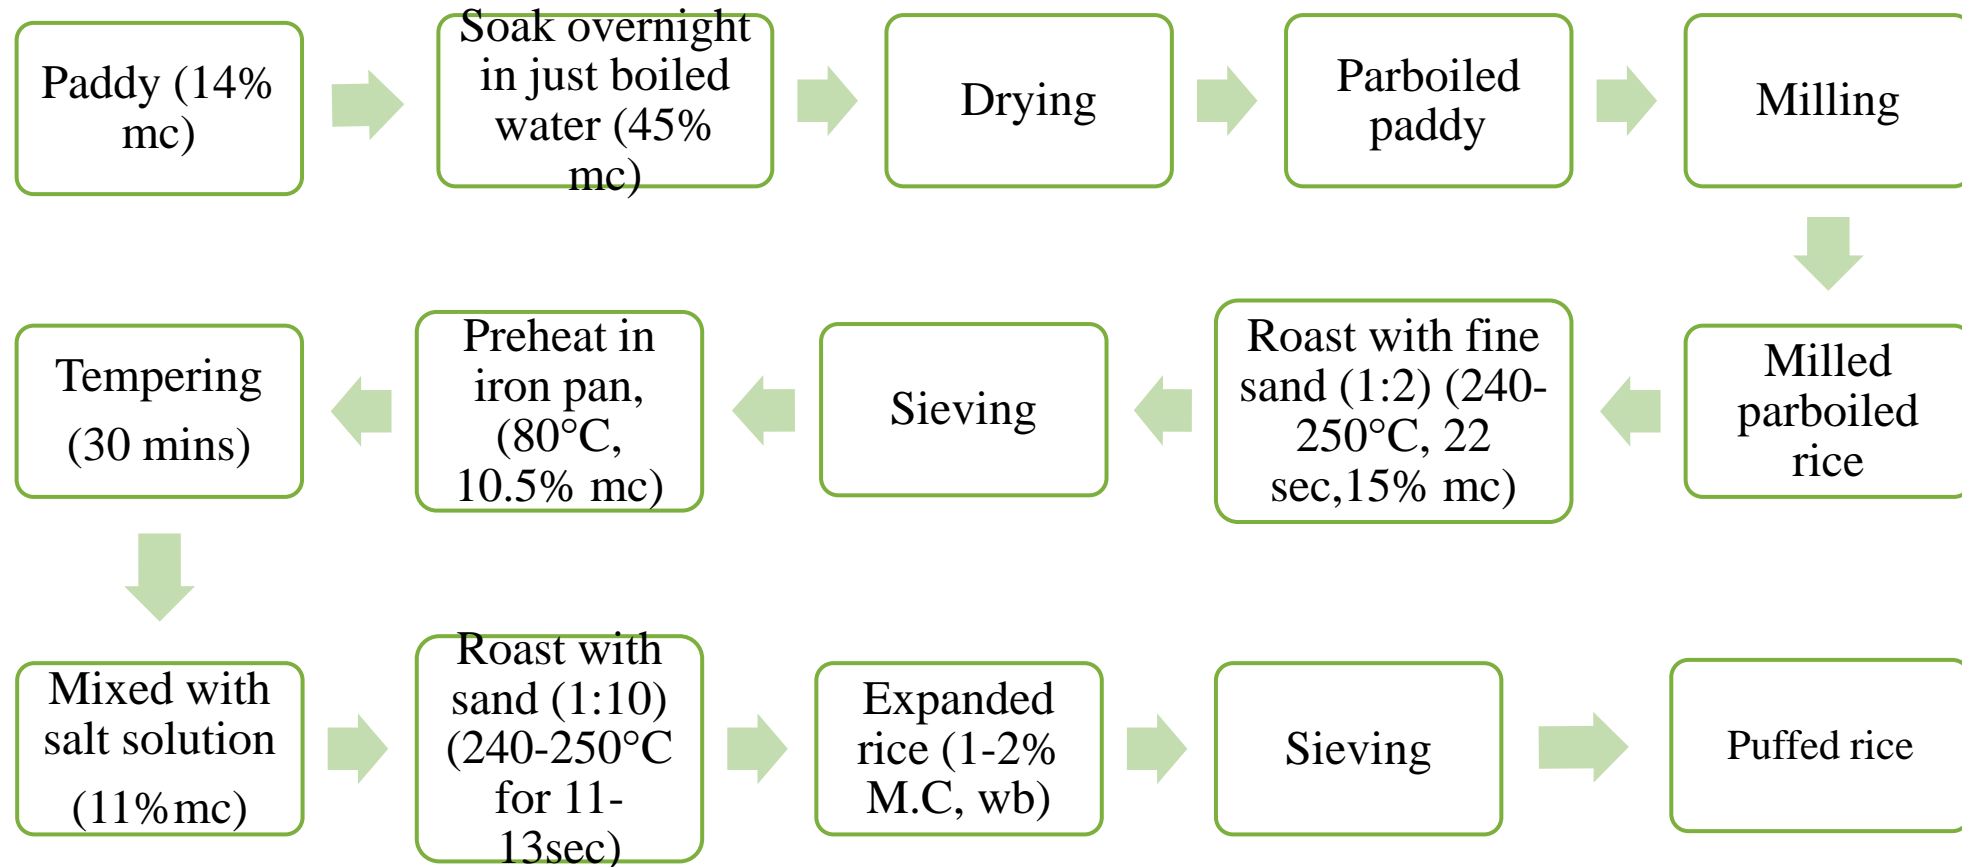 Paddy (14%
mc)
Soak overnight
in just boiled
water (45%
mc)
Drying
Parboiled
paddy
Milling
Milled
parboiled
rice
Roast with fine
sand (1:2) (240-
250°C, 22
sec,15% mc)
Sieving
Preheat in
iron pan,
(80°C,
10.5% mc)
Tempering
(30 mins)
Mixed with
salt solution
(11%mc)
Roast with
sand (1:10)
(240-250°C
for 11-
13sec)
Expanded
rice (1-2%
M.C, wb)
Sieving
Puffed rice